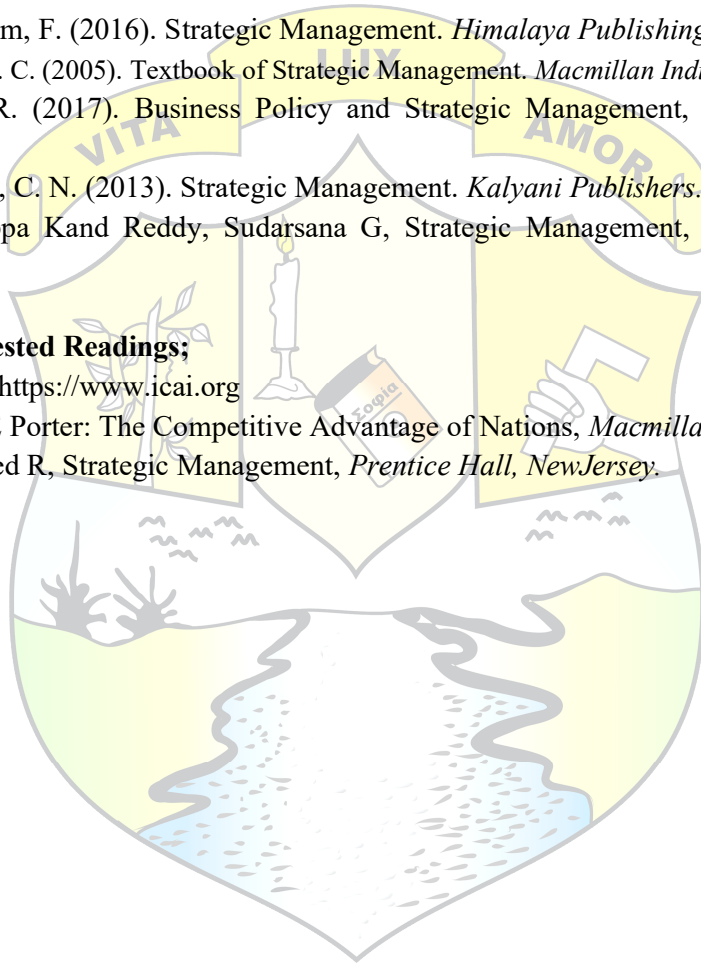 m, F. (2016). Strategic Management. Himalaya Publishing
LUX
. C. (2005). Textbook of Strategic Management. Macmillan Indi
R. (2017). Business Policy and Strategic Management,
VITA
AMOR
, C. N. (2013). Strategic Management. Kalyani Publishers.
pa Kand Reddy, Sudarsana G, Strategic Management,
ested Readings;
https://www.icai.org
Σοφία
Porter: The Competitive Advantage of Nations, Macmilla
ed R, Strategic Management, Prentice Hall, NewJersey.